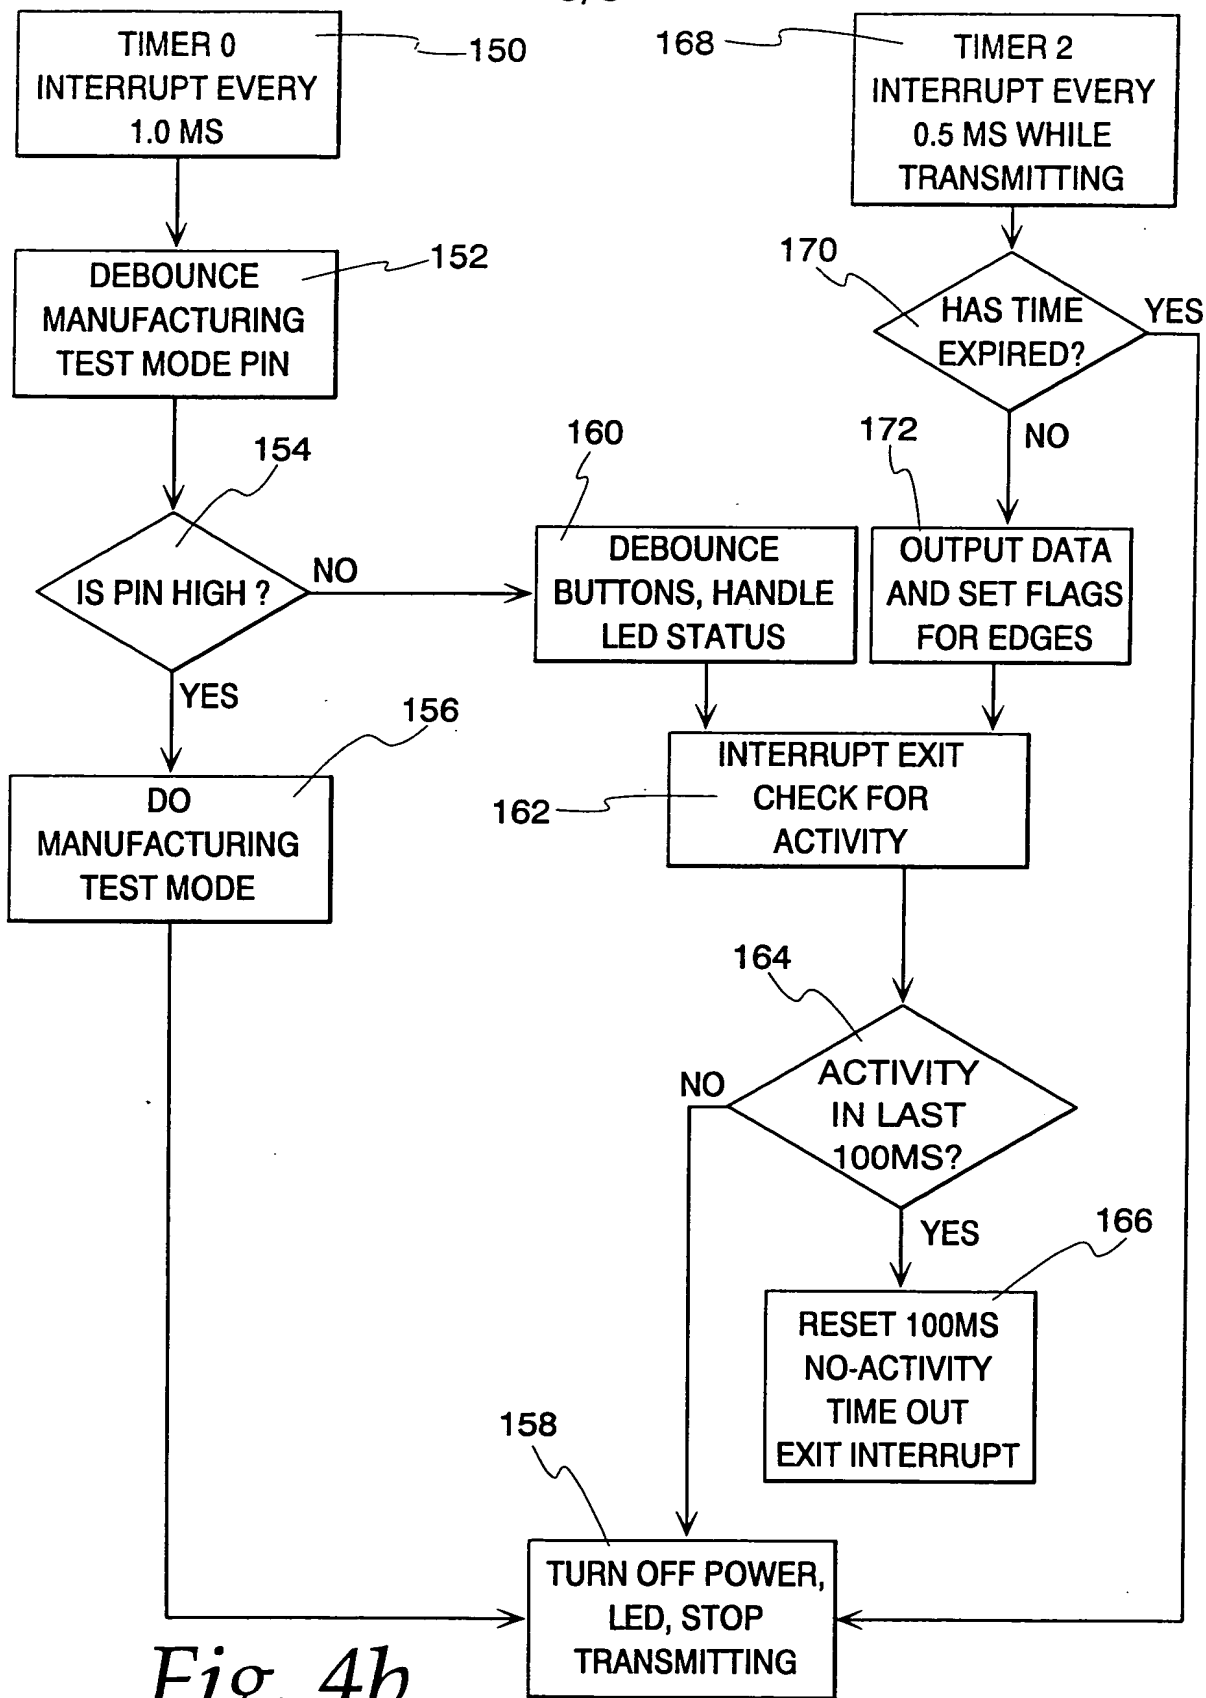 TIMER 0
INTERRUPT EVERY
1.0 MS
150
168
TIMER 2
INTERRUPT EVERY
0.5 MS WHILE
TRANSMITTING
152
DEBOUNCE
MANUFACTURING
TEST MODE PIN
170
HAS TIME
EXPIRED?
YES
NO
154
IS PIN HIGH ?
NO
YES
160
DEBOUNCE
BUTTONS, HANDLE
LED STATUS
172
OUTPUT DATA
AND SET FLAGS
FOR EDGES
156
DO
MANUFACTURING
TEST MODE
162
INTERRUPT EXIT
CHECK FOR
ACTIVITY
164
ACTIVITY
IN LAST
100MS?
NO
YES
166
RESET 100MS
NO-ACTIVITY
TIME OUT
EXIT INTERRUPT
158
TURN OFF POWER,
LED, STOP
TRANSMITTING
Fig. 4b